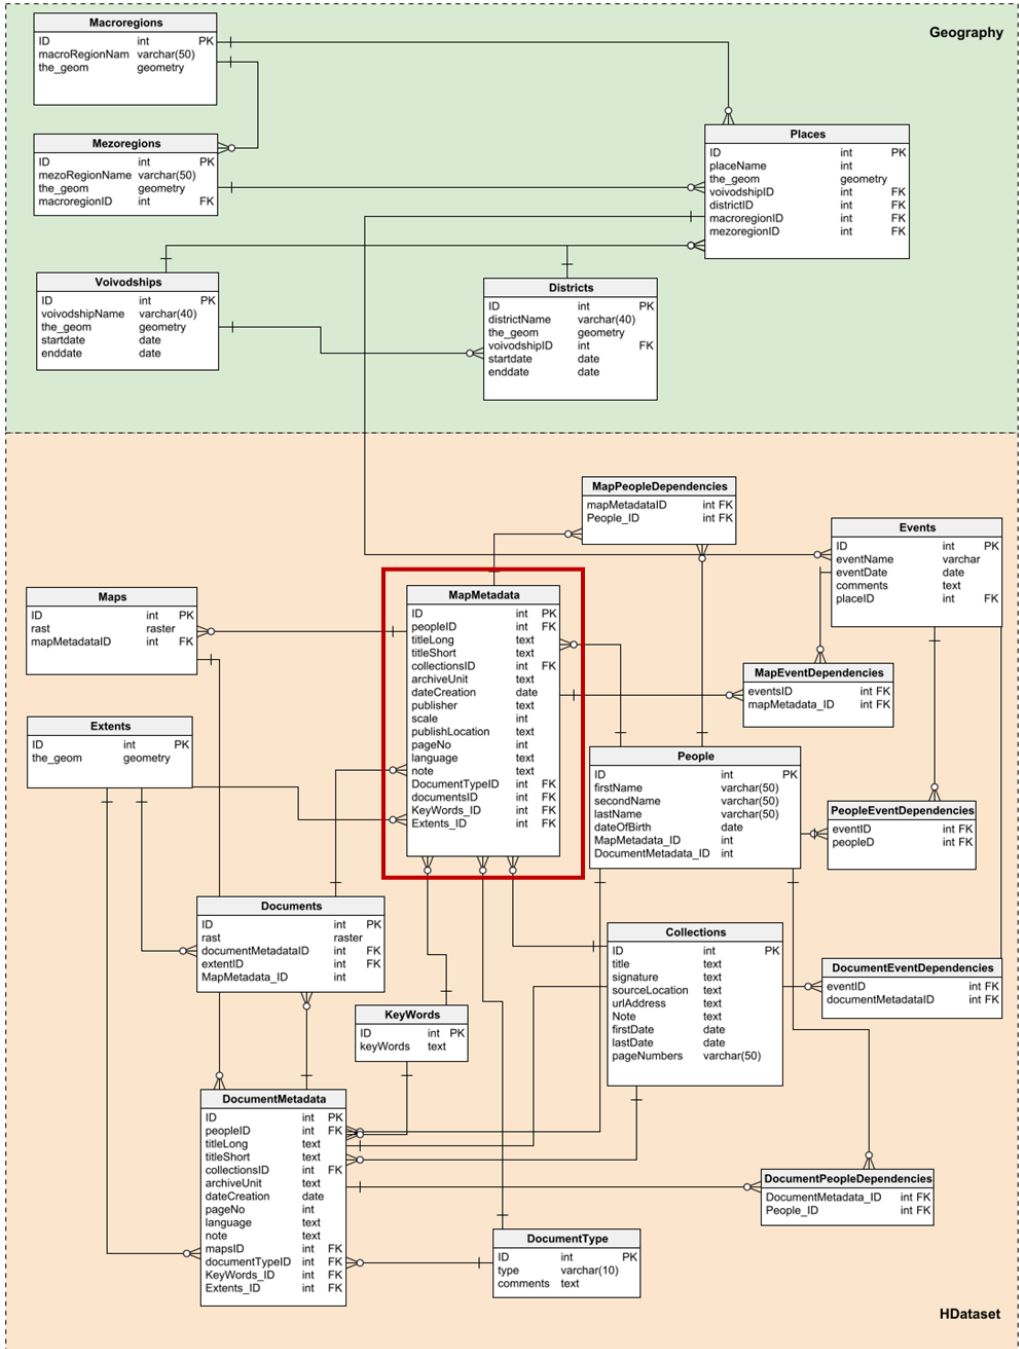 Geography
Macroregions
ID int PK
macroRegionNam varchar(50)
the_geom geometry
Mezoregions
ID int PK
mezoRegionName varchar(50)
the_geom geometry
macroregionID int FK
Places
ID int PK
placeName int
the_geom geometry
voivodshipID int FK
districtID int FK
macroregionID int FK
mezoregionID int FK
Voivodships
ID int PK
voivodshipName varchar(40)
the_geom geometry
startdate date
enddate date
Districts
ID int PK
districtName varchar(40)
the_geom geometry
voivodshipID int FK
startdate date
enddate date
MapPeopleDependencies
mapMetadataID int FK
People_ID int FK
Events
ID int PK
eventName varchar
eventDate date
comments text
placeID int FK
Maps
ID int PK
rast raster
mapMetadataID int FK
MapMetadata
ID int PK
peopleID int FK
titleLong text
titleShort text
collectionsID int FK
archiveUnit text
dateCreation date
publisher text
scale int
publishLocation text
pageNo int
language text
note text
DocumentTypeID int FK
documentsID int FK
KeyWords_ID int FK
Extents_ID int FK
MapEventDependencies
eventsID int FK
mapMetadata_ID int FK
Extents
ID int PK
the_geom geometry
People
ID int PK
firstName varchar(50)
secondName varchar(50)
lastName varchar(50)
dateOfBirth date
MapMetadata_ID int
DocumentMetadata_ID int
PeopleEventDependencies
eventID int FK
peopleD int FK
Documents
ID int PK
rast raster
documentMetadataID int FK
extentID int FK
MapMetadata_ID int
Collections
ID int PK
title text
signature text
sourceLocation text
urlAddress text
Note text
firstDate date
lastDate date
pageNumbers varchar(50)
DocumentEventDependencies
eventID int FK
documentMetadataID int FK
KeyWords
ID int PK
keyWords text
DocumentMetadata
ID int PK
peopleID int FK
titleLong text
titleShort text
collectionsID int FK
archiveUnit text
dateCreation date
pageNo int
language text
note text
mapsID int FK
documentTypeID int FK
KeyWords_ID int FK
Extents_ID int FK
DocumentPeopleDependencies
DocumentMetadata_ID int FK
People_ID int FK
DocumentType
ID int PK
type varchar(10)
comments text
HDataset